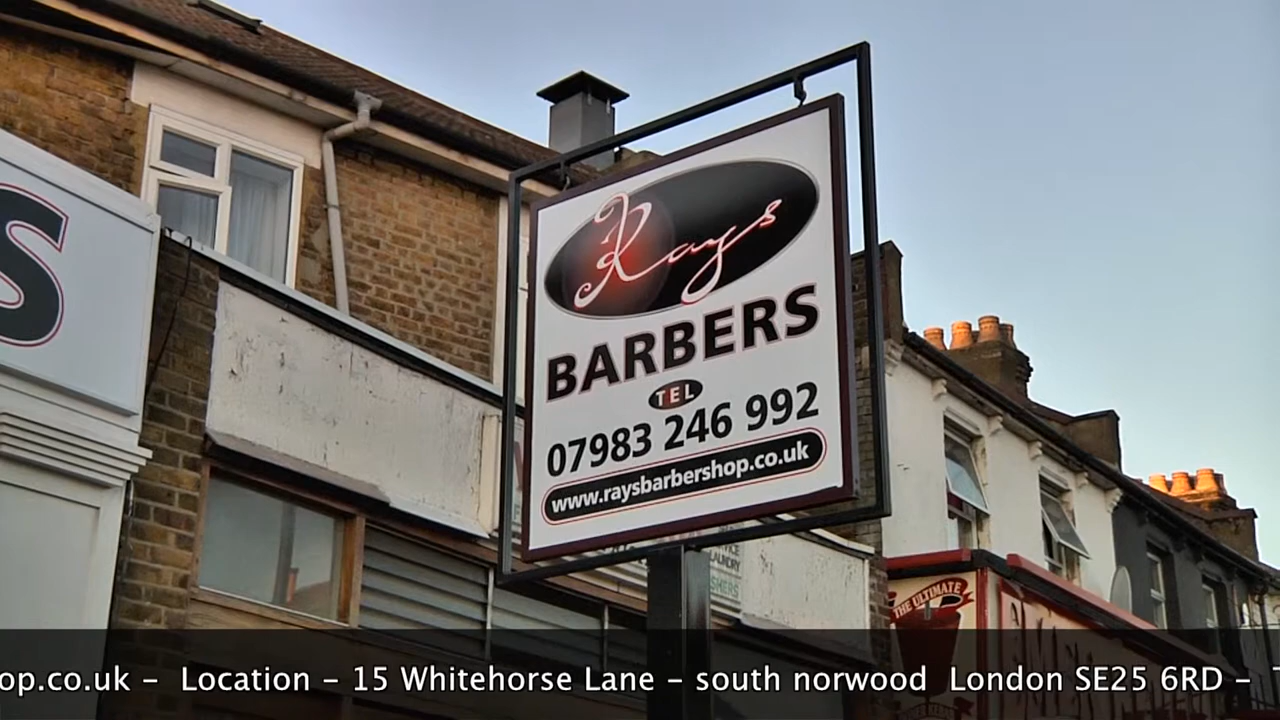 S
Rays
BARBERS
TEL
07983 246 992
www.raysbarbershop.co.uk
LAUNDRY
THE ULTIMATE
op.co.uk – Location – 15 Whitehorse Lane – south norwood London SE25 6RD –